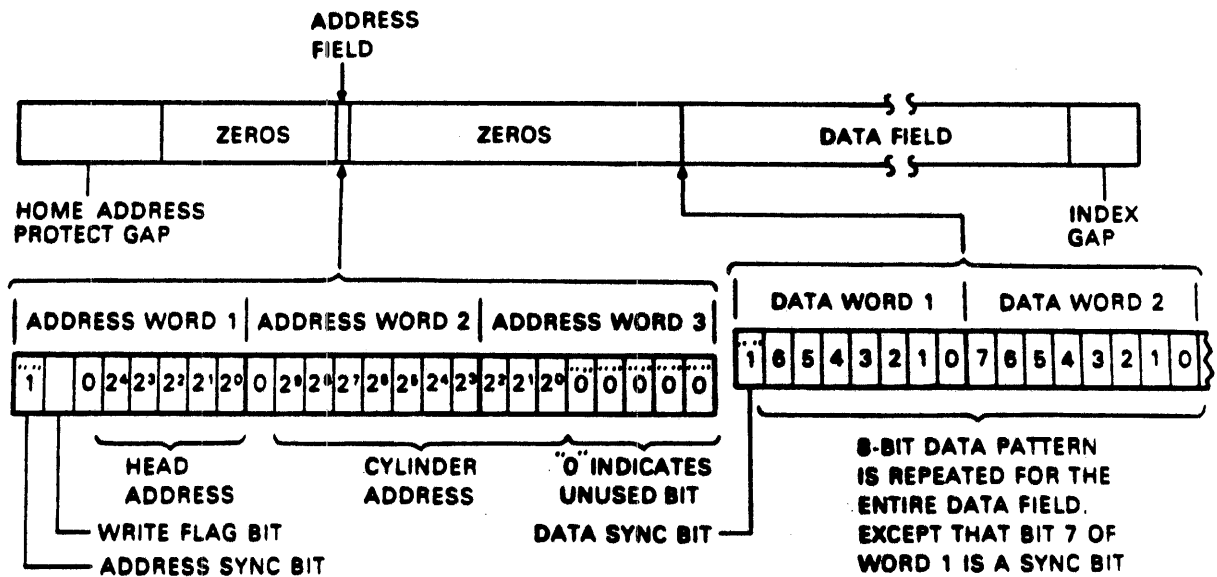 ADDRESS
FIELD
ZEROS
ZEROS
DATA FIELD
HOME ADDRESS
PROTECT GAP
INDEX
GAP
ADDRESS WORD 1
ADDRESS WORD 2
ADDRESS WORD 3
"1" 0 2⁴ 2³ 2² 2¹ 2⁰ 0 2⁹ 2⁸ 2⁷ 2⁶ 2⁵ 2⁴ 2³ 2² 2¹ 2⁰ "0" "0" "0" "0" "0"
DATA WORD 1
DATA WORD 2
"1" 6 5 4 3 2 1 0 7 6 5 4 3 2 1 0
HEAD
ADDRESS
CYLINDER
ADDRESS
"0" INDICATES
UNUSED BIT
WRITE FLAG BIT
ADDRESS SYNC BIT
DATA SYNC BIT
8-BIT DATA PATTERN
IS REPEATED FOR THE
ENTIRE DATA FIELD.
EXCEPT THAT BIT 7 OF
WORD 1 IS A SYNC BIT